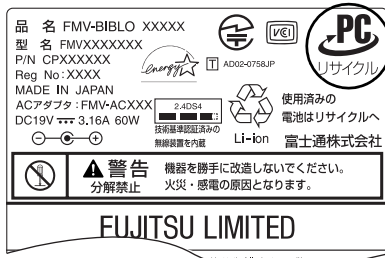 品 名 FMV-BIBLO XXXXX
型 名 FMVXXXXXXX
P/N CPXXXXXX
Reg No:XXXX
MADE IN JAPAN
ACアダプタ:FMV-ACXXX
DC19V 3.16A 60W
energy
T AD02-0758JP
VCI
PC
リサイクル
2.4DS4
技術基準認証済みの
無線装置を内蔵
Li-ion
使用済みの
電池はリサイクルへ
富士通株式会社
警告
分解禁止
機器を勝手に改造しないでください。
火災・感電の原因となります。
FUJITSU LIMITED